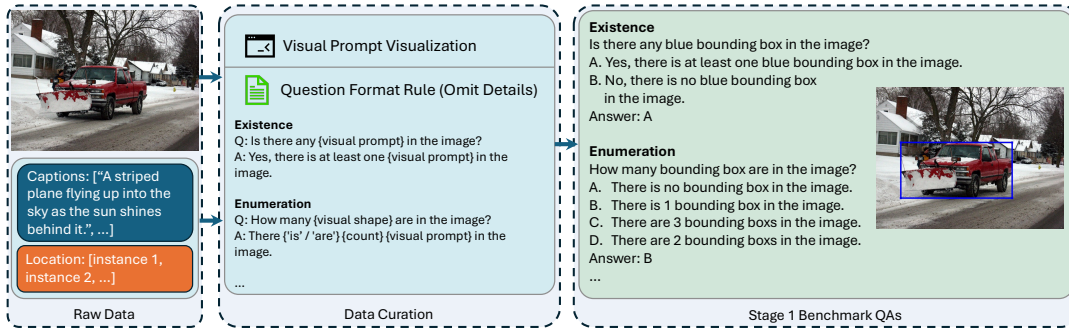 Captions: [“A striped
plane flying up into the
sky as the sun shines
behind it.”, ...]
Location: [instance 1,
instance 2, ...]
Raw Data
Visual Prompt Visualization
Question Format Rule (Omit Details)
Existence
Q: Is there any {visual prompt} in the image?
A: Yes, there is at least one {visual prompt} in the
image.
Enumeration
Q: How many {visual shape} are in the image?
A: There {'is' / 'are'} {count} {visual prompt} in the
image.
...
Data Curation
Existence
Is there any blue bounding box in the image?
A. Yes, there is at least one blue bounding box in the image.
B. No, there is no blue bounding box
in the image.
Answer: A
Enumeration
How many bounding box are in the image?
A. There is no bounding box in the image.
B. There is 1 bounding box in the image.
C. There are 3 bounding boxs in the image.
D. There are 2 bounding boxs in the image.
Answer: B
...
Stage 1 Benchmark QAs